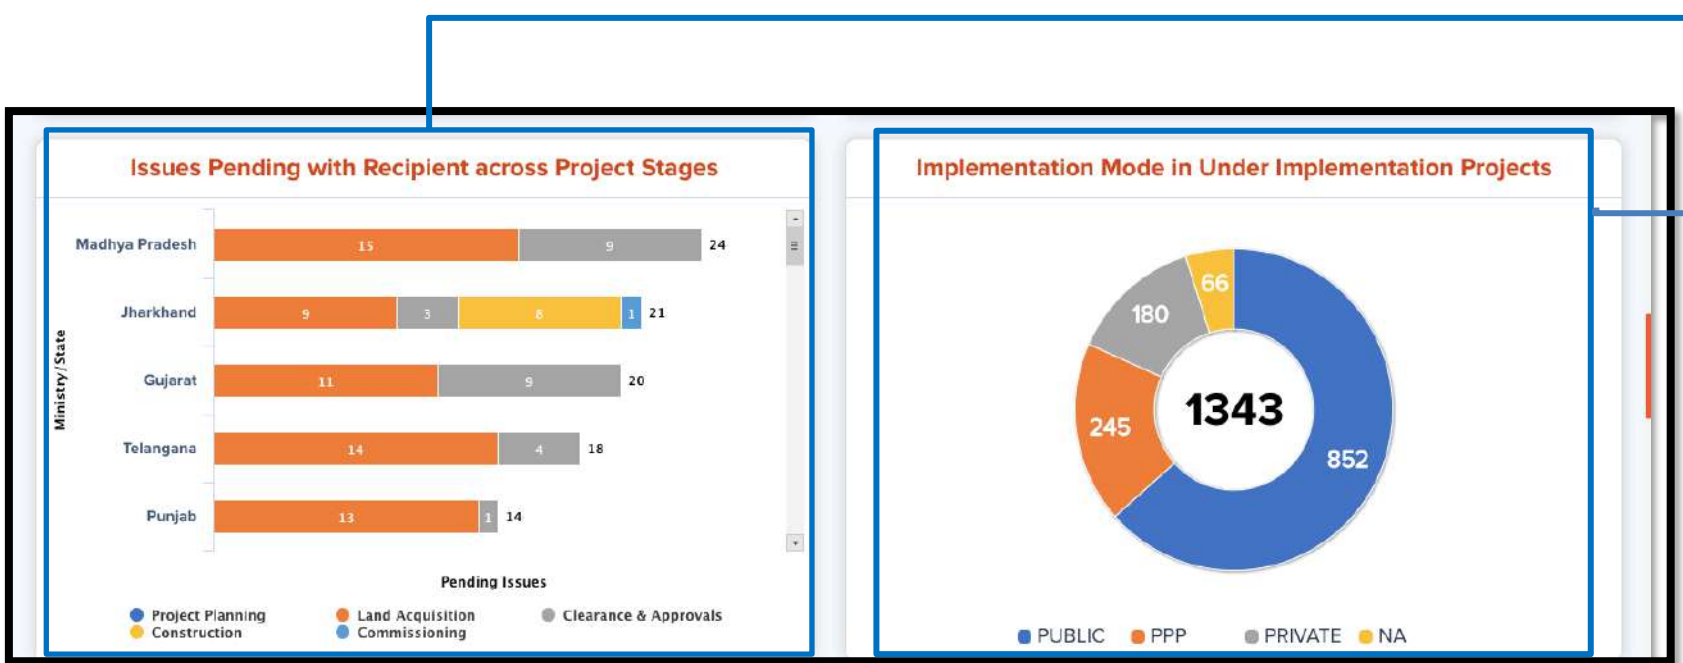 Issues Pending with Recipient across Project Stages
Ministry/State
Madhya Pradesh 15 9 24
Jharkhand 9 3 8 1 21
Gujarat 11 9 20
Telangana 14 4 18
Punjab 13 1 14
Pending Issues
Project Planning Land Acquisition Clearance & Approvals
Construction Commissioning
Implementation Mode in Under Implementation Projects
66
180
1343
245
852
PUBLIC PPP PRIVATE NA